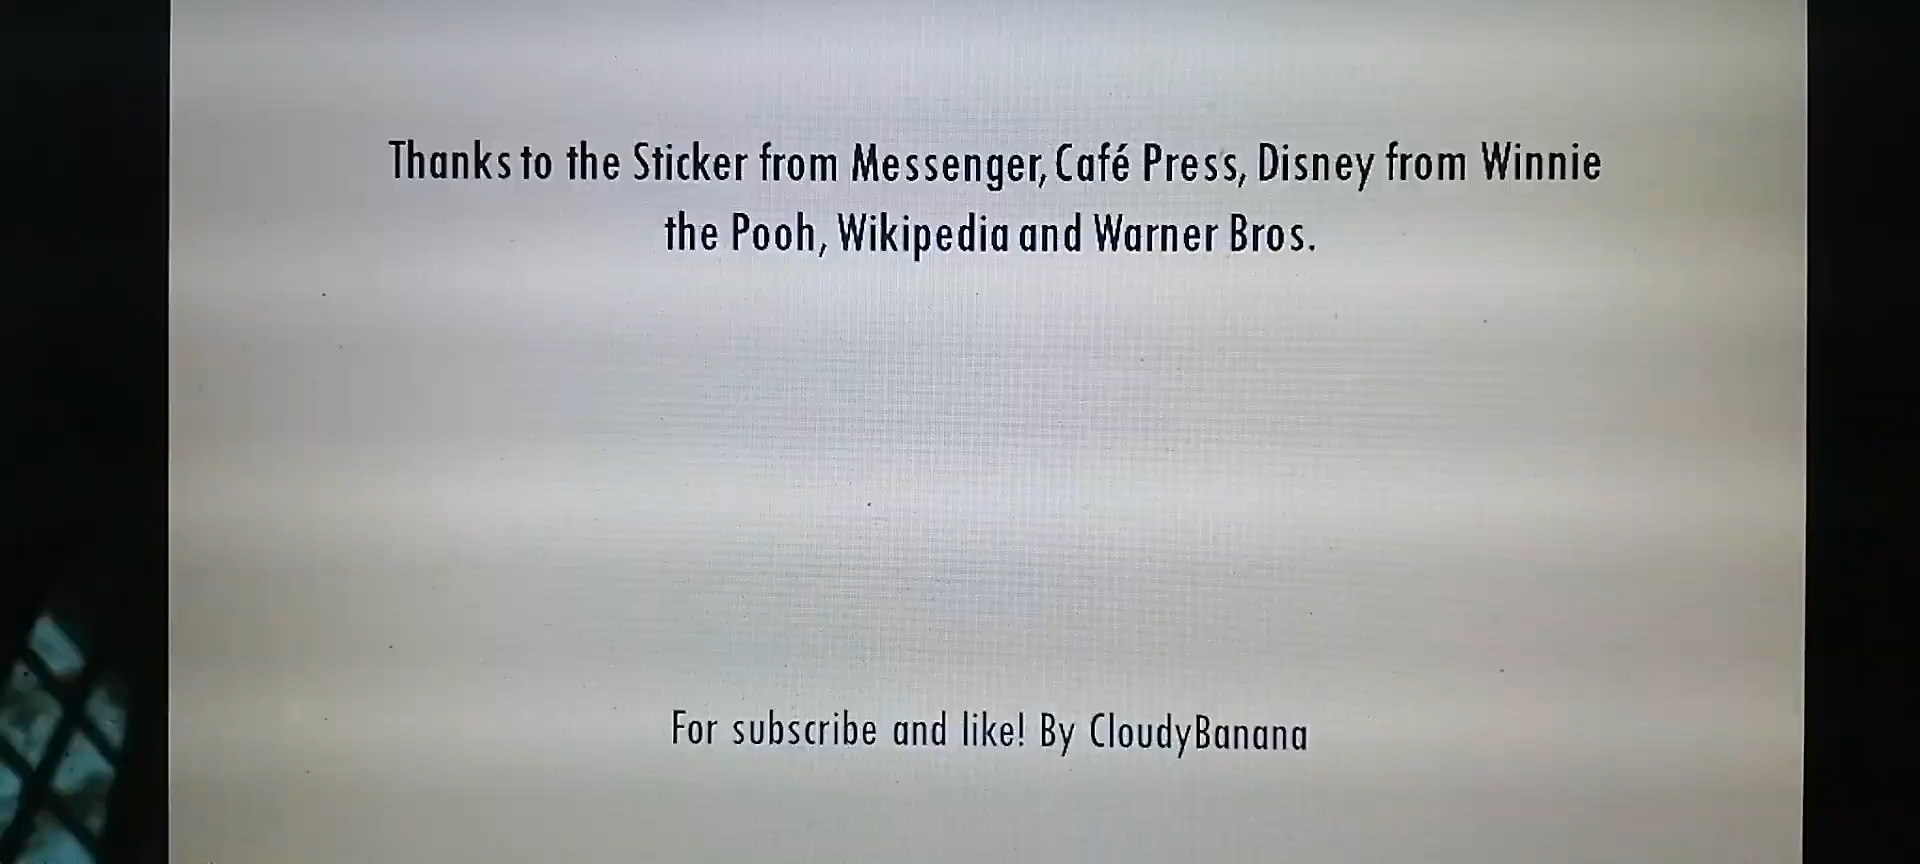 Thanks to the Sticker from Messenger, Café Press, Disney from Winnie
the Pooh, Wikipedia and Warner Bros.
For subscribe and like! By CloudyBanana